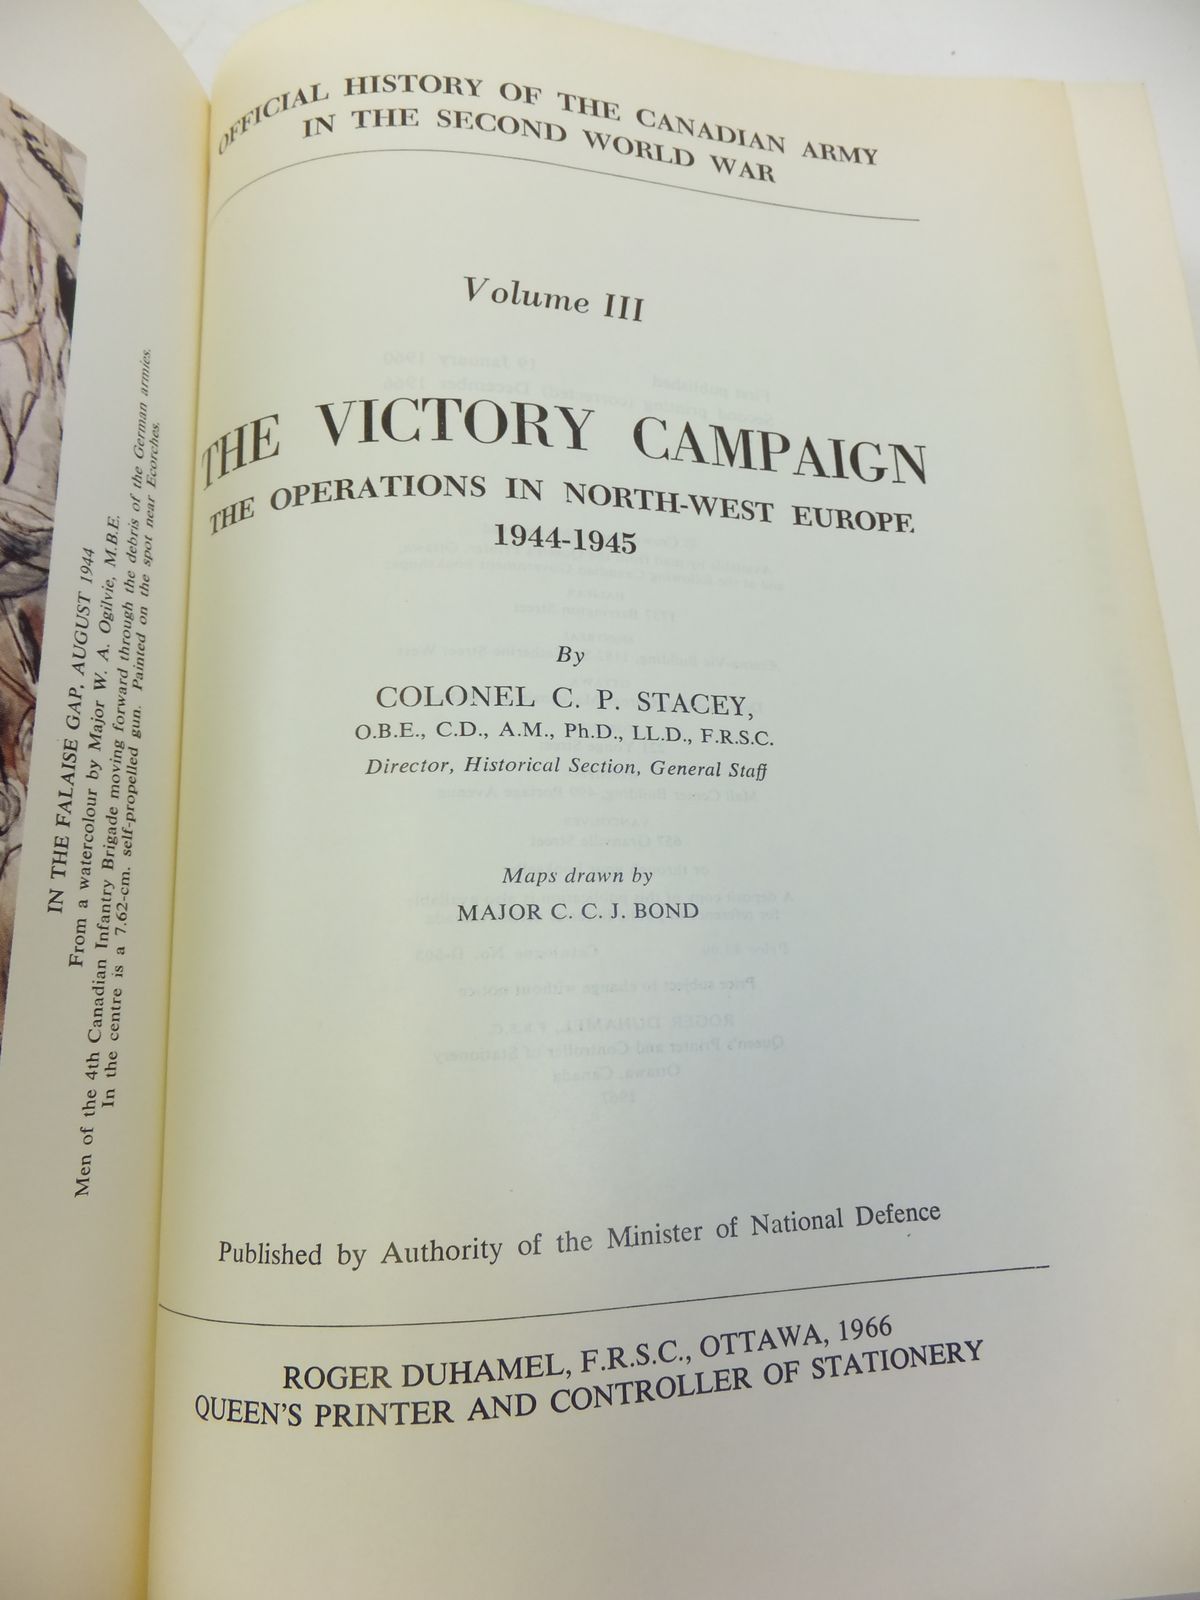 IN THE FALAISE GAP, AUGUST 1944
From a watercolour by Major W. A. Ogilvie, M.B.E.
Men of the 4th Canadian Infantry Brigade moving forward through the debris of the German armies.
In the centre is a 7.62-cm. self-propelled gun. Painted on the spot near Ecorches.
OFFICIAL HISTORY OF THE CANADIAN ARMY
IN THE SECOND WORLD WAR
Volume III
THE VICTORY CAMPAIGN
THE OPERATIONS IN NORTH-WEST EUROPE
1944-1945
By
COLONEL C. P. STACEY,
O.B.E., C.D., A.M., Ph.D., LL.D., F.R.S.C.
Director, Historical Section, General Staff
Maps drawn by
MAJOR C. C. J. BOND
Published by Authority of the Minister of National Defence
ROGER DUHAMEL, F.R.S.C., OTTAWA, 1966
QUEEN'S PRINTER AND CONTROLLER OF STATIONERY